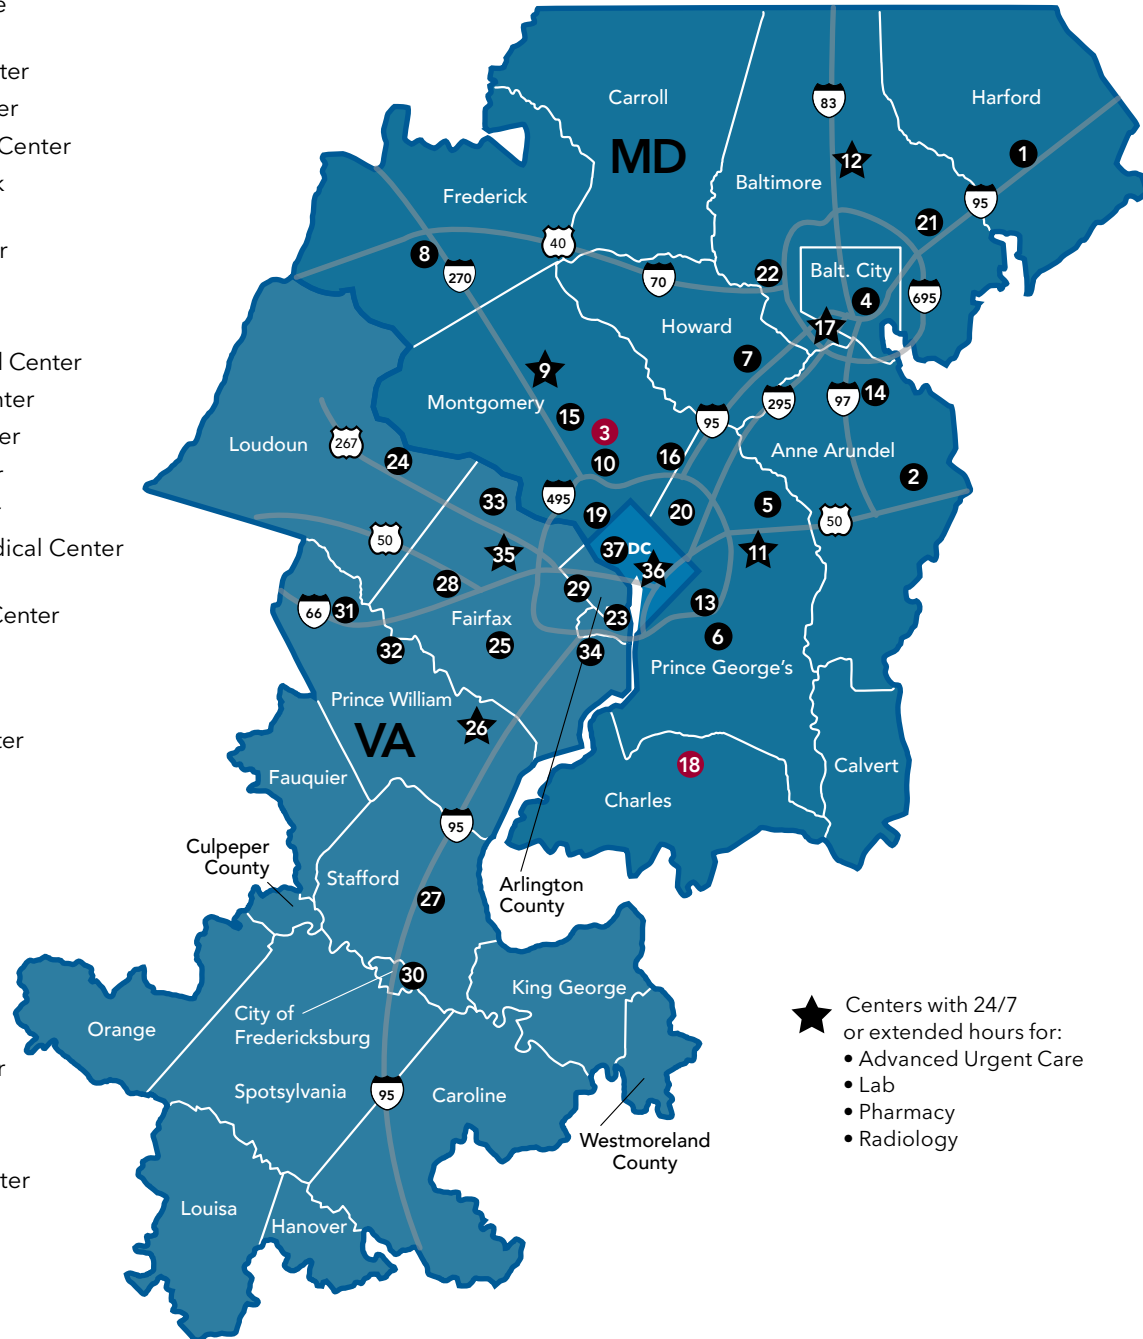 ter
er
Center
k
r
l Center
nter
er
r
dical Center
Center
ter
r
ter
Carroll
MD
83
Harford
12
1
Baltimore
Frederick
95
21
40
8
270
70
22
Balt. City
4
695
Howard
17
7
9
Montgomery
295
97
14
15
3
95
Loudoun
267
24
10
16
Anne Arundel
2
33
495
19
20
5
50
50
35
37
DC
36
11
28
29
66
31
Fairfax
23
13
32
25
34
6
Prince George’s
Prince William
VA
26
18
Calvert
Fauquier
Charles
95
Culpeper
County
Stafford
27
Arlington
County
30
King George
City of
Fredericksburg
Orange
Spotsylvania
95
Caroline
Westmoreland
County
Louisa
Hanover
Centers with 24/7
or extended hours for:
• Advanced Urgent Care
• Lab
• Pharmacy
• Radiology